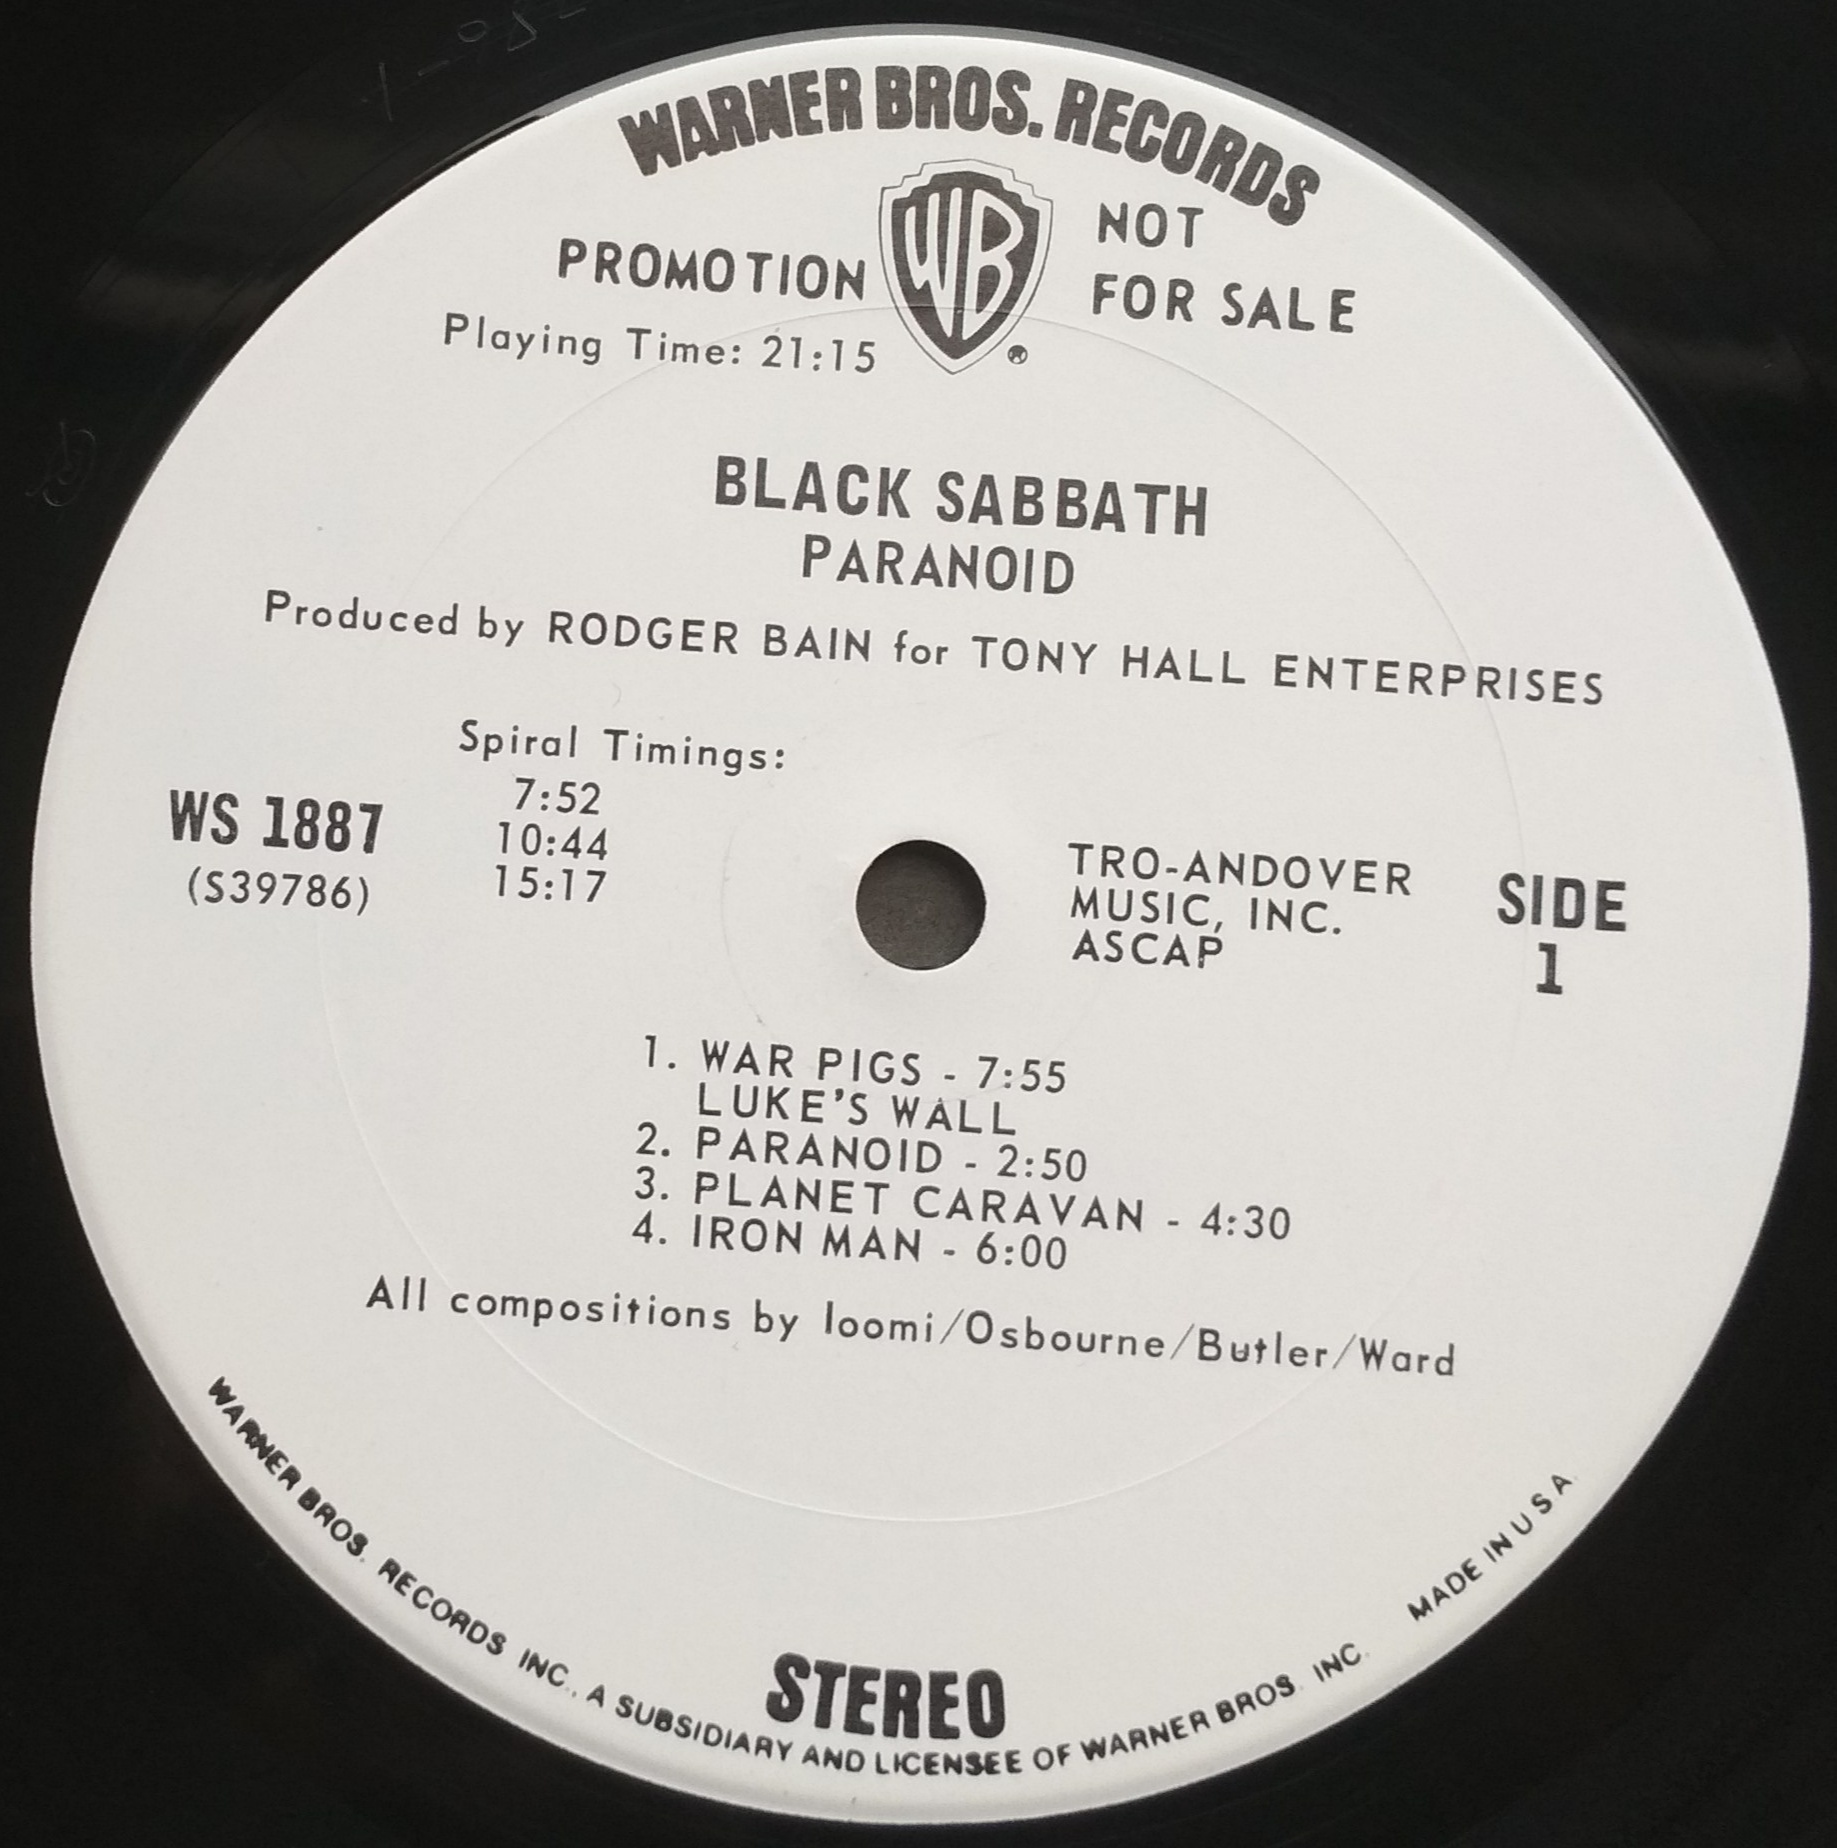 WARNER BROS. RECORDS
WB
®
PROMOTION
NOT
FOR SALE
Playing Time: 21:15
BLACK SABBATH
PARANOID
Produced by RODGER BAIN for TONY HALL ENTERPRISES
Spiral Timings:
7:52
10:44
15:17
WS 1887
(S39786)
TRO-ANDOVER
MUSIC, INC.
ASCAP
SIDE
1
1. WAR PIGS - 7:55
LUKE'S WALL
2. PARANOID - 2:50
3. PLANET CARAVAN - 4:30
4. IRON MAN - 6:00
All compositions by Ioomi/Osbourne/Butler/Ward
STEREO
WARNER BROS. RECORDS INC., A SUBSIDIARY AND LICENSEE OF WARNER BROS. INC. MADE IN U S A.